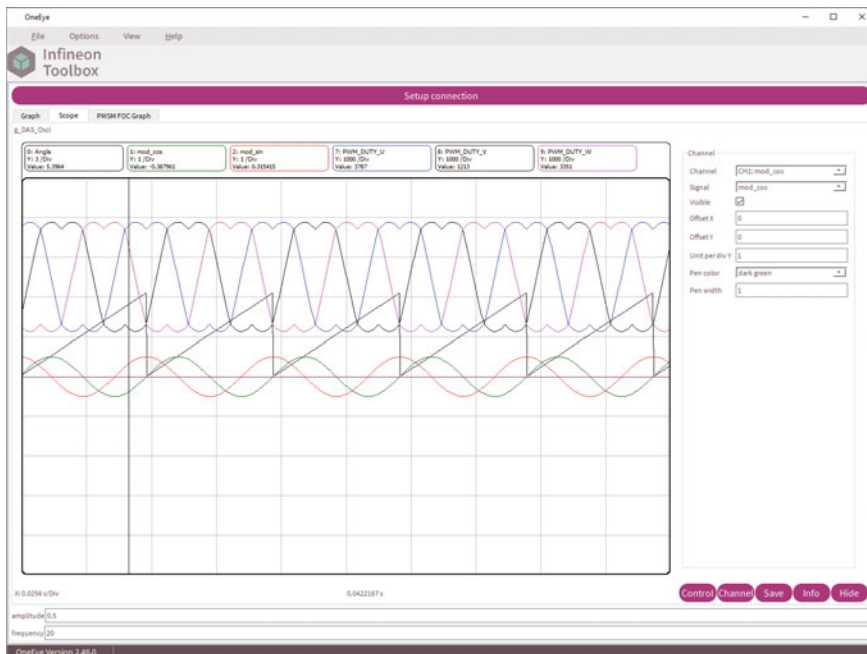 OneEye
File Options View Help
Infineon
Toolbox
Setup connection
Graph Scope PMSM FOC Graph
g_DAS_Osci
0: Angle
Y: 3 /Div
Value: 5.3964
1: mod_cos
Y: 1 /Div
Value: -0.387961
2: mod_sin
Y: 1 /Div
Value: 0.315415
7: PWM_DUTY_U
Y: 1000 /Div
Value: 3787
8: PWM_DUTY_V
Y: 1000 /Div
Value: 1213
9: PWM_DUTY_W
Y: 1000 /Div
Value: 3351
Channel
Channel CH1: mod_cos
Signal mod_cos
Visible
Offset X 0
Offset Y 0
Unit per div Y 1
Pen color dark green
Pen width 1
X: 0.0256 s/Div 0.0422167 s
Control Channel Save Info Hide
amplitude 0.5
frequency 20
OneEye Version 2.46.0